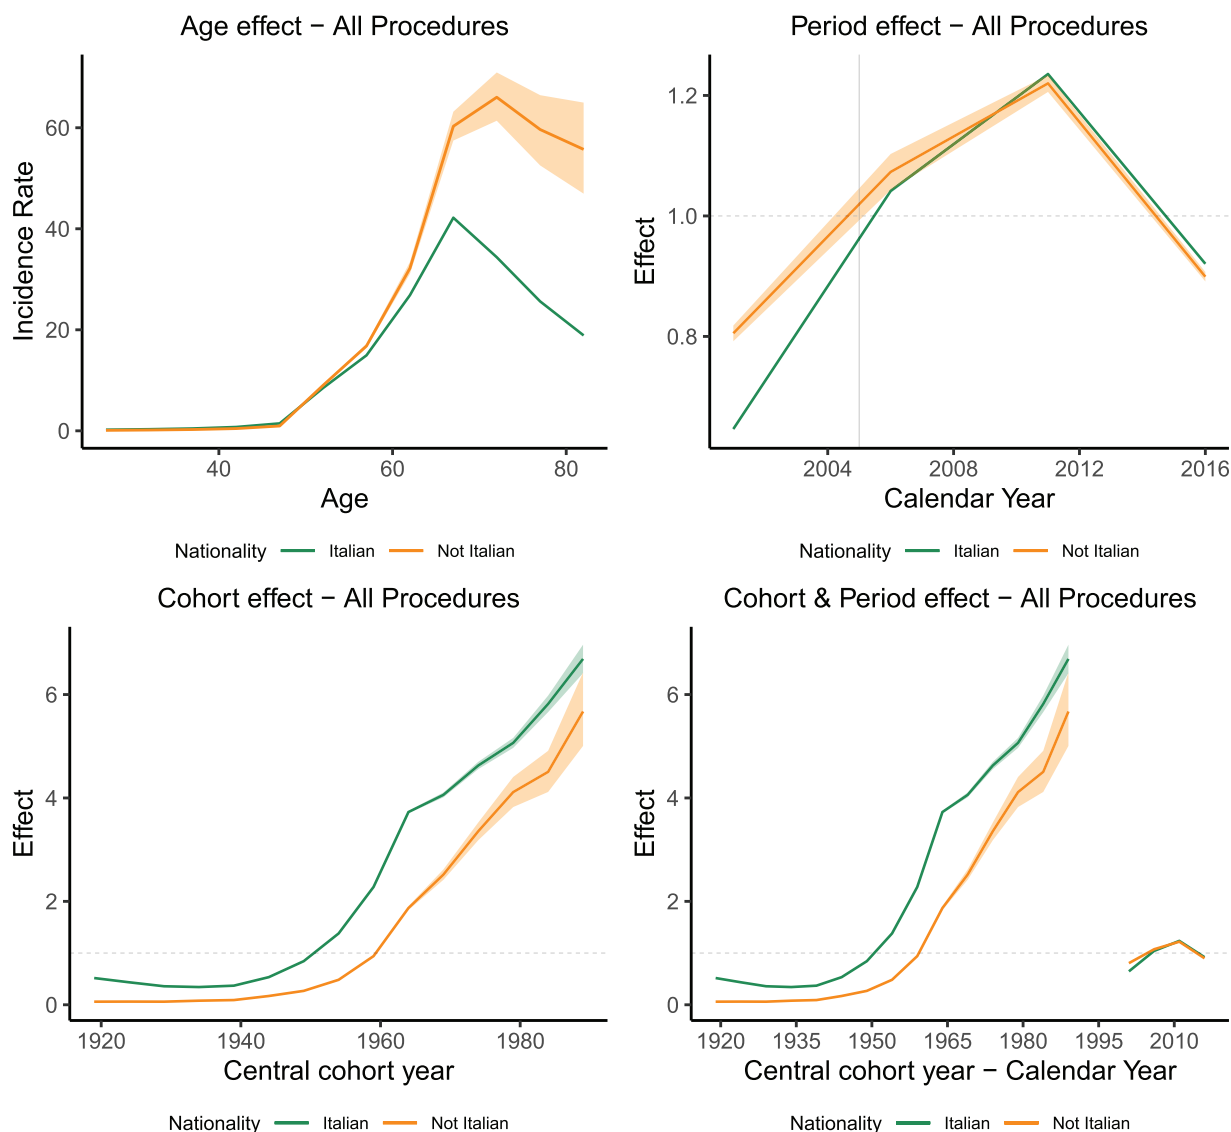 Age effect − All Procedures
Incidence Rate
60
40
20
0
40 60 80
Age
Nationality Italian Not Italian
Period effect − All Procedures
Effect
1.2
1.0
0.8
2004 2008 2012 2016
Calendar Year
Nationality Italian Not Italian
Cohort effect − All Procedures
Effect
6
4
2
0
1920 1940 1960 1980
Central cohort year
Nationality Italian Not Italian
Cohort & Period effect − All Procedures
Effect
6
4
2
0
1920 1935 1950 1965 1980 1995 2010
Central cohort year − Calendar Year
Nationality Italian Not Italian